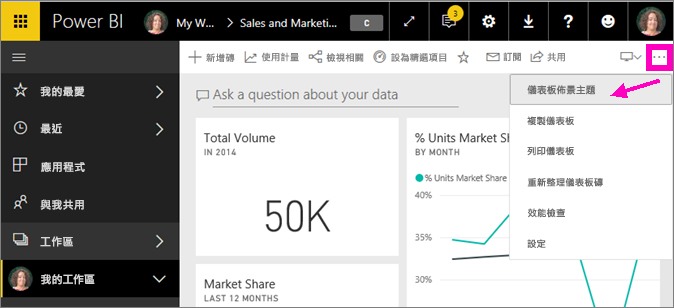 Power BI
My W...
Sales and Marketi...
C
3
新增磚
使用計量
檢視相關
設為精選項目
訂閱
共用
我的最愛
最近
應用程式
與我共用
工作區
我的工作區
Ask a question about your data
Total Volume
IN 2014
50K
Market Share
LAST 12 MONTHS
% Units Market Share
BY MONTH
% Units Market Share
40%
35%
30%
儀表板佈景主題
複製儀表板
列印儀表板
重新整理儀表板磚
效能檢查
設定